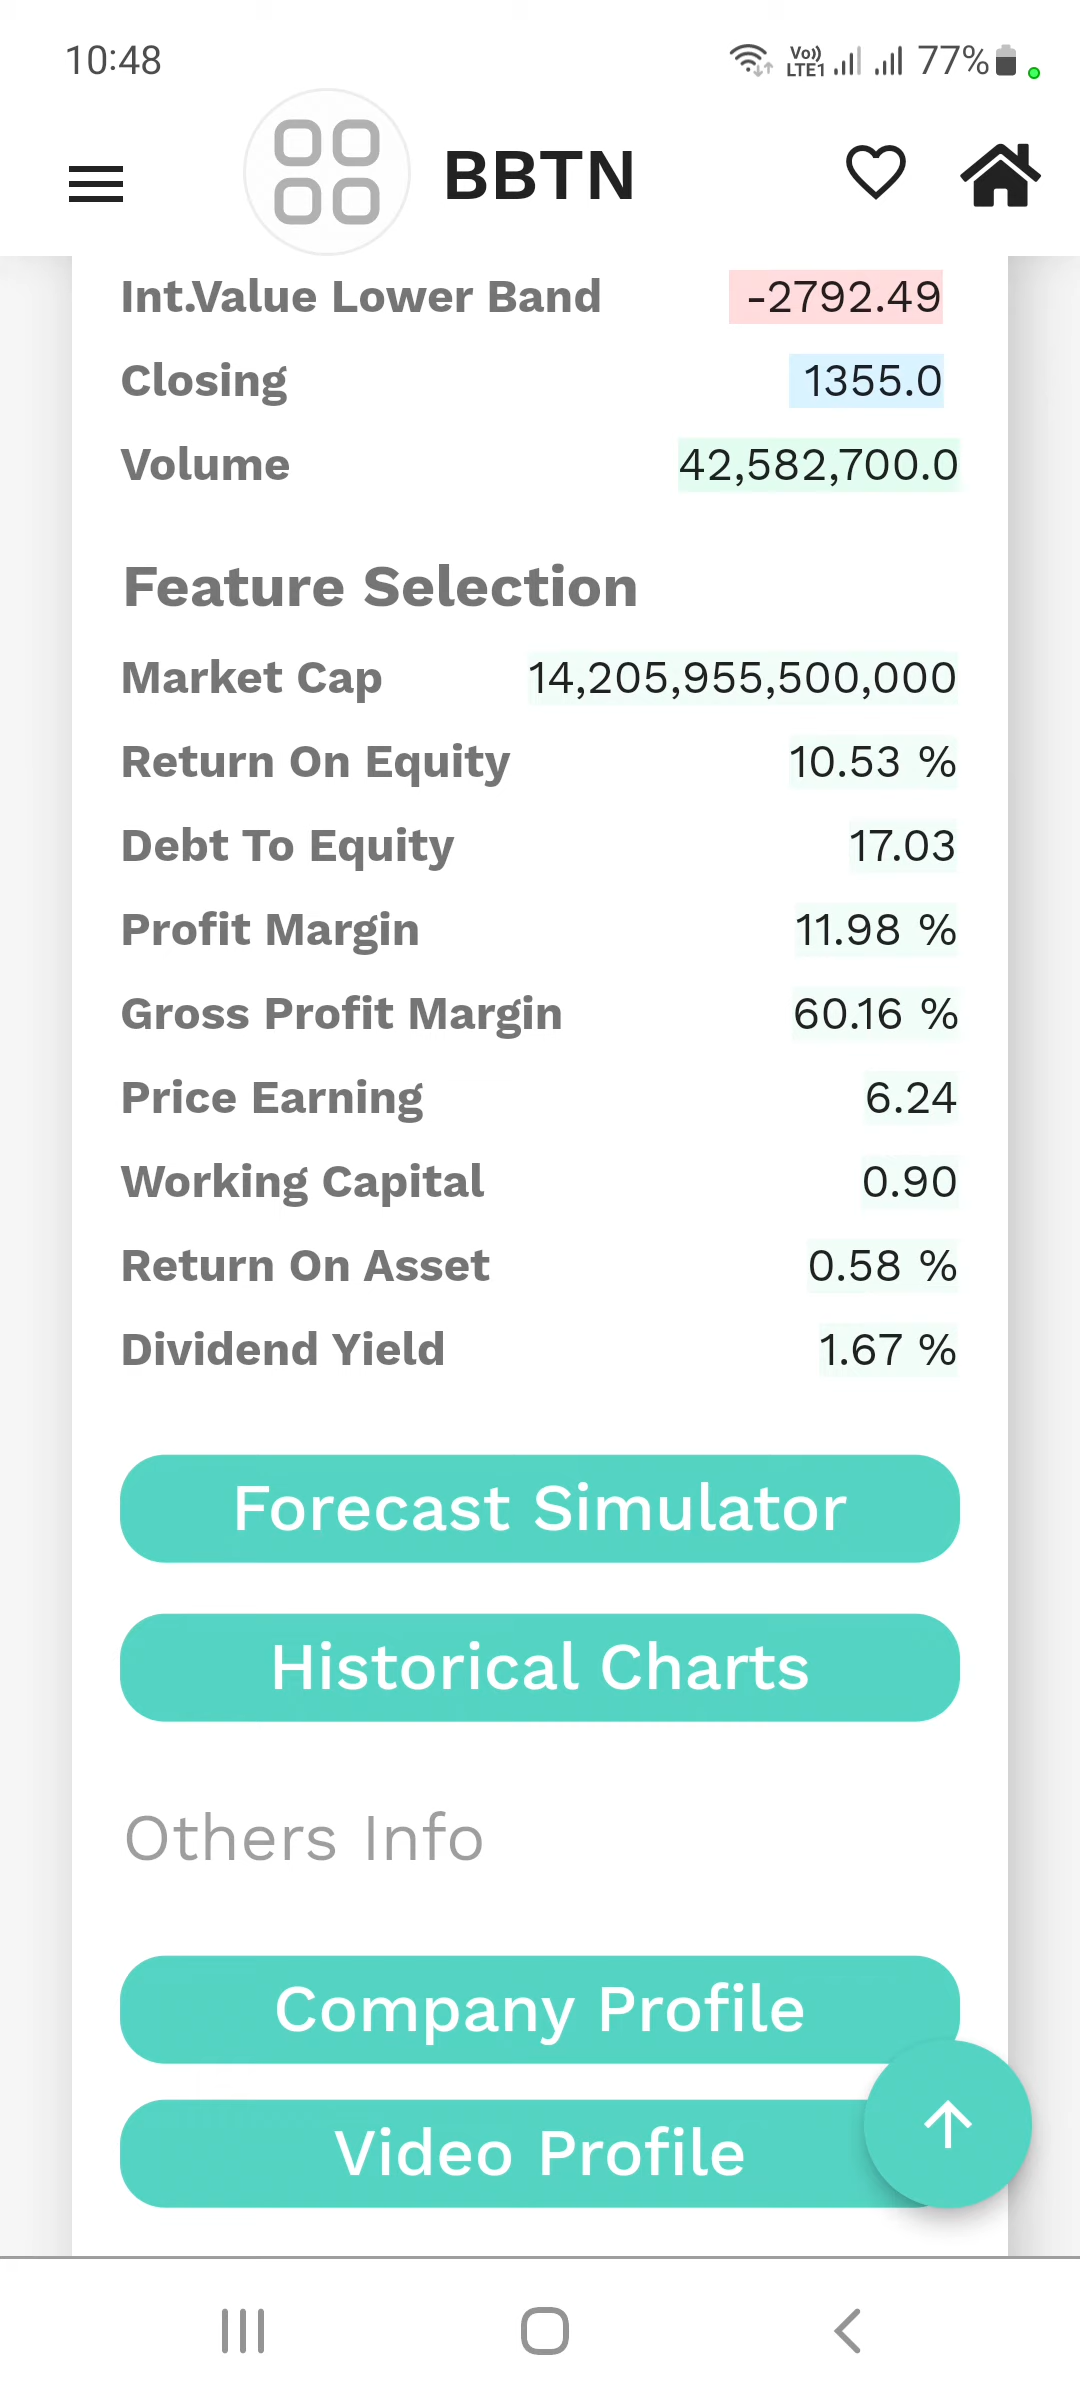 10:48
Vo)) LTE1 77%
BBTN
Int.Value Lower Band -2792.49
Closing 1355.0
Volume 42,582,700.0
Feature Selection
Market Cap 14,205,955,500,000
Return On Equity 10.53 %
Debt To Equity 17.03
Profit Margin 11.98 %
Gross Profit Margin 60.16 %
Price Earning 6.24
Working Capital 0.90
Return On Asset 0.58 %
Dividend Yield 1.67 %
Forecast Simulator
Historical Charts
Others Info
Company Profile
Video Profile